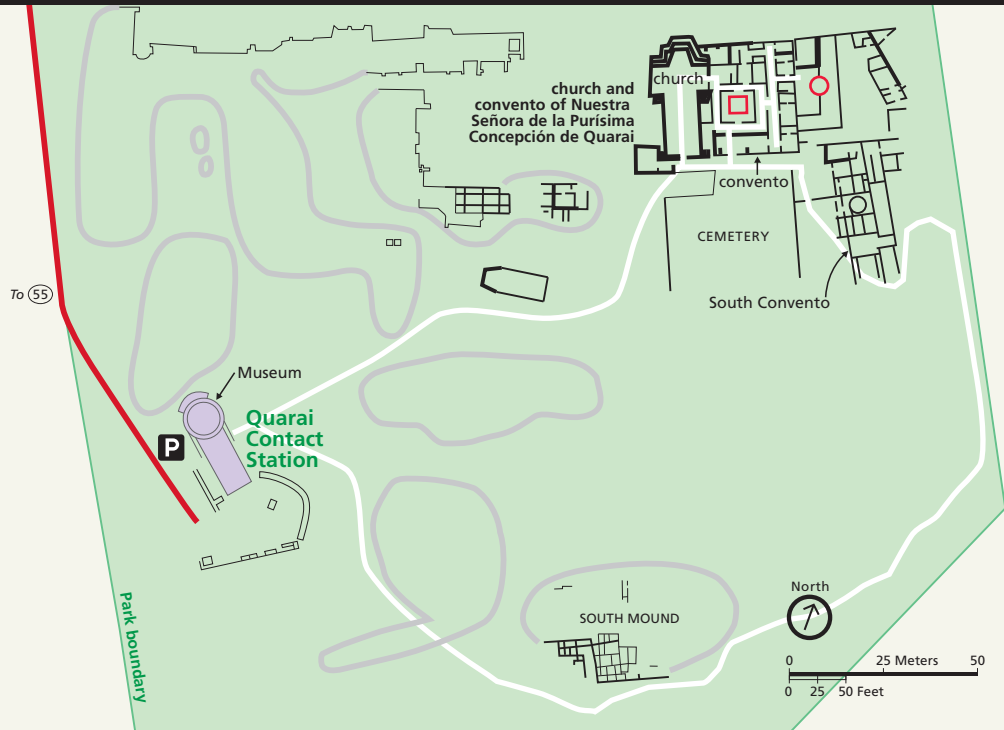 church and
convento of Nuestra
Señora de la Purísima
Concepción de Quarai
church
convento
CEMETERY
South Convento
To 55
Museum
P
Quarai
Contact
Station
SOUTH MOUND
Park boundary
North
0 25 Meters 50
0 25 50 Feet